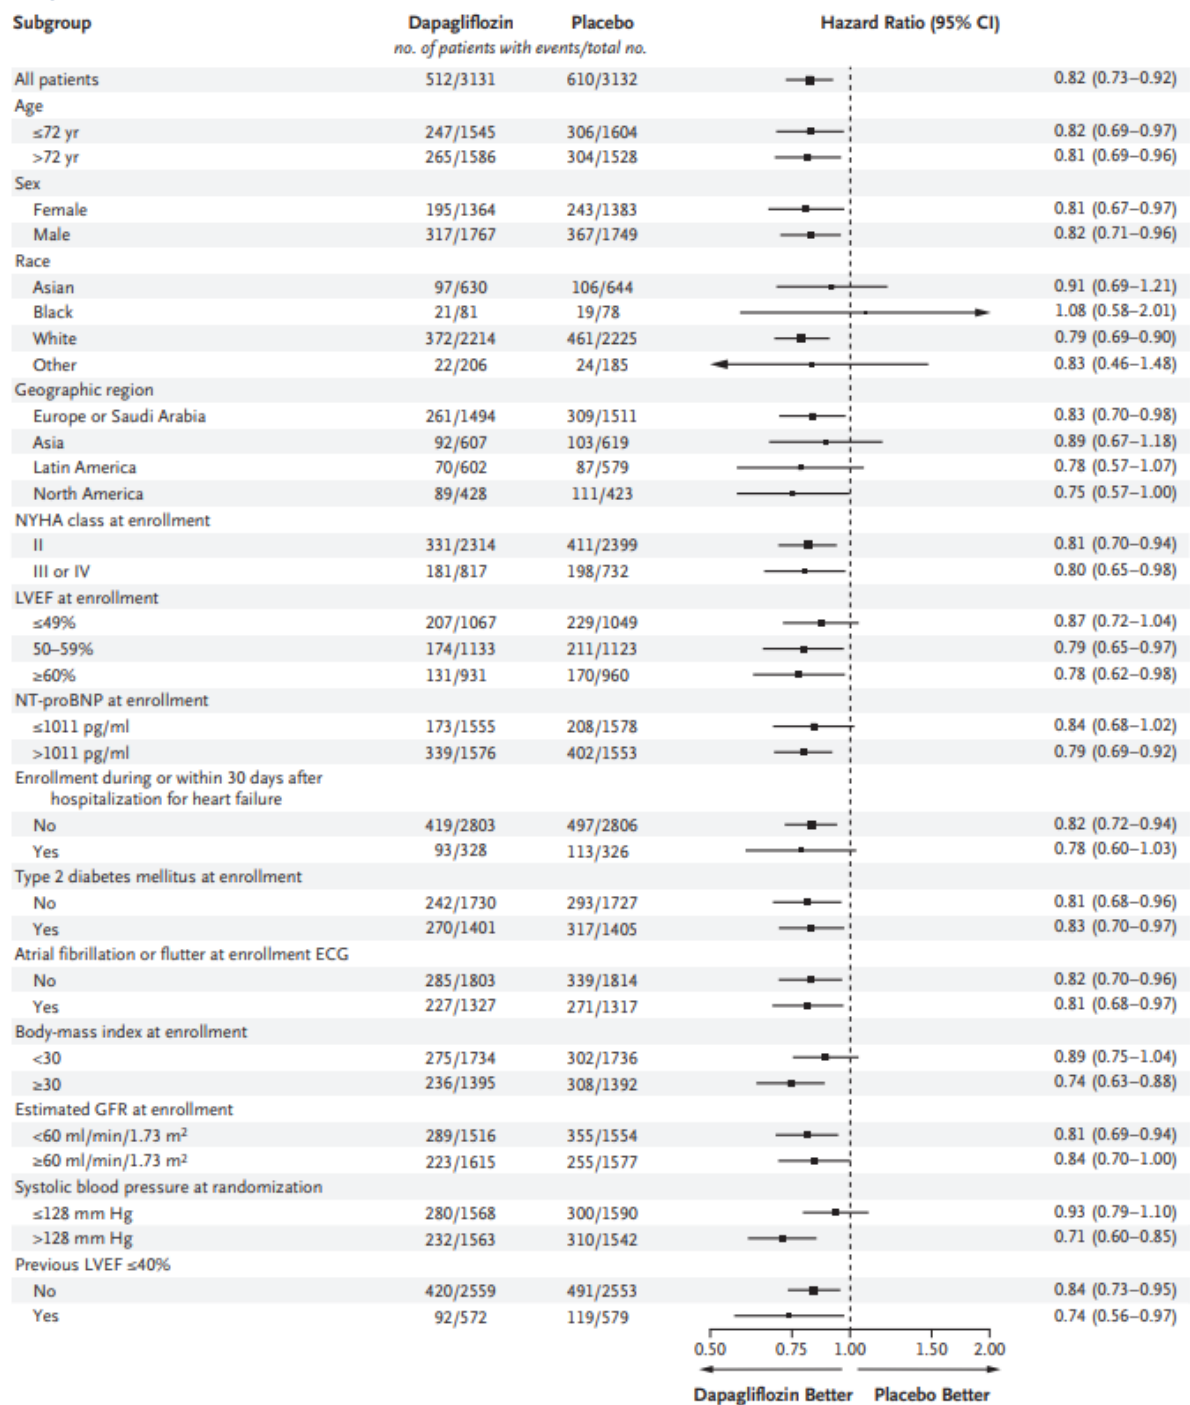 Subgroup Dapagliflozin Placebo Hazard Ratio (95% CI)
no. of patients with events/total no.
All patients 512/3131 610/3132 0.82 (0.73–0.92)
Age
≤72 yr 247/1545 306/1604 0.82 (0.69–0.97)
>72 yr 265/1586 304/1528 0.81 (0.69–0.96)
Sex
Female 195/1364 243/1383 0.81 (0.67–0.97)
Male 317/1767 367/1749 0.82 (0.71–0.96)
Race
Asian 97/630 106/644 0.91 (0.69–1.21)
Black 21/81 19/78 1.08 (0.58–2.01)
White 372/2214 461/2225 0.79 (0.69–0.90)
Other 22/206 24/185 0.83 (0.46–1.48)
Geographic region
Europe or Saudi Arabia 261/1494 309/1511 0.83 (0.70–0.98)
Asia 92/607 103/619 0.89 (0.67–1.18)
Latin America 70/602 87/579 0.78 (0.57–1.07)
North America 89/428 111/423 0.75 (0.57–1.00)
NYHA class at enrollment
II 331/2314 411/2399 0.81 (0.70–0.94)
III or IV 181/817 198/732 0.80 (0.65–0.98)
LVEF at enrollment
≤49% 207/1067 229/1049 0.87 (0.72–1.04)
50–59% 174/1133 211/1123 0.79 (0.65–0.97)
≥60% 131/931 170/960 0.78 (0.62–0.98)
NT-proBNP at enrollment
≤1011 pg/ml 173/1555 208/1578 0.84 (0.68–1.02)
>1011 pg/ml 339/1576 402/1553 0.79 (0.69–0.92)
Enrollment during or within 30 days after
hospitalization for heart failure
No 419/2803 497/2806 0.82 (0.72–0.94)
Yes 93/328 113/326 0.78 (0.60–1.03)
Type 2 diabetes mellitus at enrollment
No 242/1730 293/1727 0.81 (0.68–0.96)
Yes 270/1401 317/1405 0.83 (0.70–0.97)
Atrial fibrillation or flutter at enrollment ECG
No 285/1803 339/1814 0.82 (0.70–0.96)
Yes 227/1327 271/1317 0.81 (0.68–0.97)
Body-mass index at enrollment
<30 275/1734 302/1736 0.89 (0.75–1.04)
≥30 236/1395 308/1392 0.74 (0.63–0.88)
Estimated GFR at enrollment
<60 ml/min/1.73 m² 289/1516 355/1554 0.81 (0.69–0.94)
≥60 ml/min/1.73 m² 223/1615 255/1577 0.84 (0.70–1.00)
Systolic blood pressure at randomization
≤128 mm Hg 280/1568 300/1590 0.93 (0.79–1.10)
>128 mm Hg 232/1563 310/1542 0.71 (0.60–0.85)
Previous LVEF ≤40%
No 420/2559 491/2553 0.84 (0.73–0.95)
Yes 92/572 119/579 0.74 (0.56–0.97)
0.50 0.75 1.00 1.50 2.00
Dapagliflozin Better Placebo Better